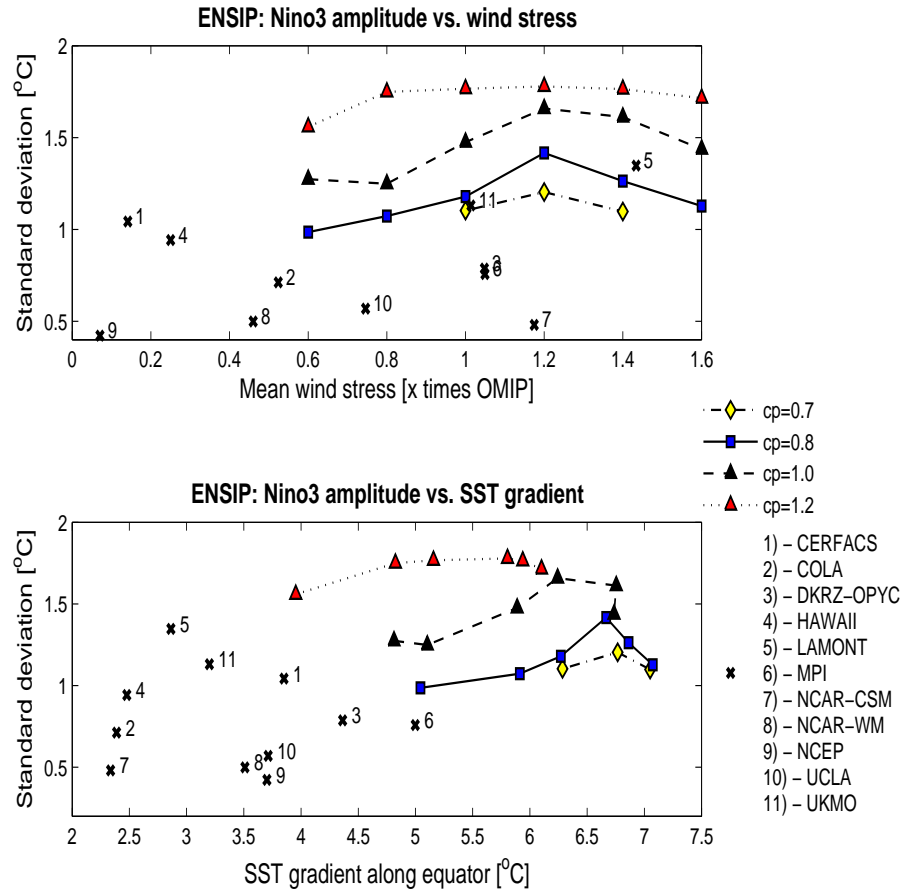 ENSIP: Nino3 amplitude vs. wind stress
Standard deviation [°C]
2
1.5
1
0.5
1
2
3
4
5
6
7
8
9
10
11
0 0.2 0.4 0.6 0.8 1 1.2 1.4 1.6
Mean wind stress [x times OMIP]
cp=0.7
cp=0.8
cp=1.0
cp=1.2
ENSIP: Nino3 amplitude vs. SST gradient
Standard deviation [°C]
2
1.5
1
0.5
1
2
3
4
5
6
7
8
9
10
11
2 2.5 3 3.5 4 4.5 5 5.5 6 6.5 7 7.5
SST gradient along equator [°C]
1) – CERFACS
2) – COLA
3) – DKRZ–OPYC
4) – HAWAII
5) – LAMONT
6) – MPI
7) – NCAR–CSM
8) – NCAR–WM
9) – NCEP
10) – UCLA
11) – UKMO